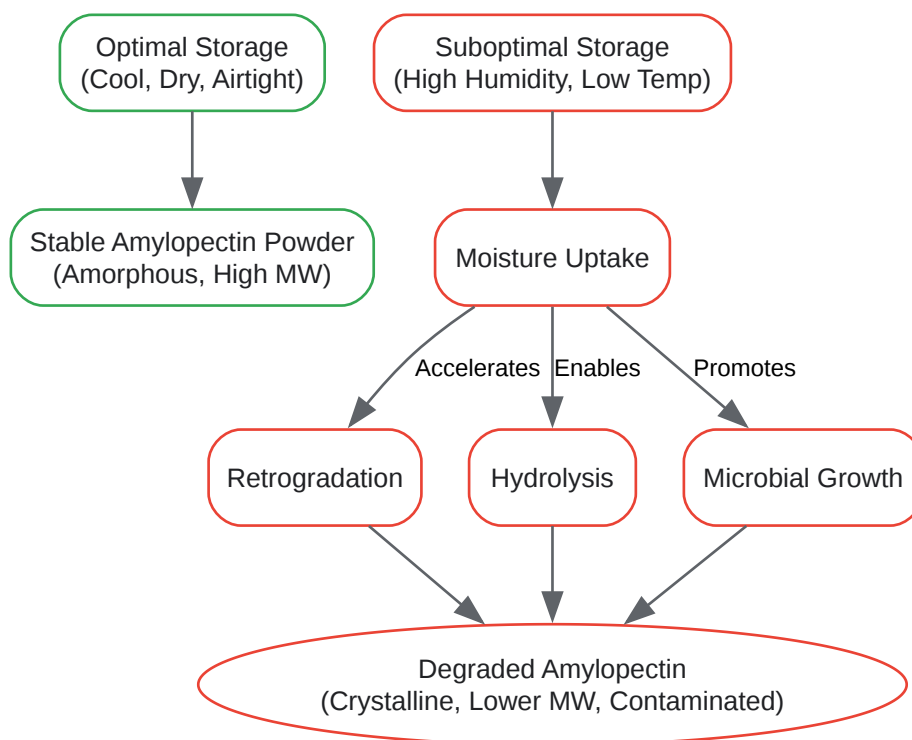 Optimal Storage
(Cool, Dry, Airtight)
Suboptimal Storage
(High Humidity, Low Temp)
Stable Amylopectin Powder
(Amorphous, High MW)
Moisture Uptake
Accelerates
Enables
Promotes
Retrogradation
Hydrolysis
Microbial Growth
Degraded Amylopectin
(Crystalline, Lower MW, Contaminated)